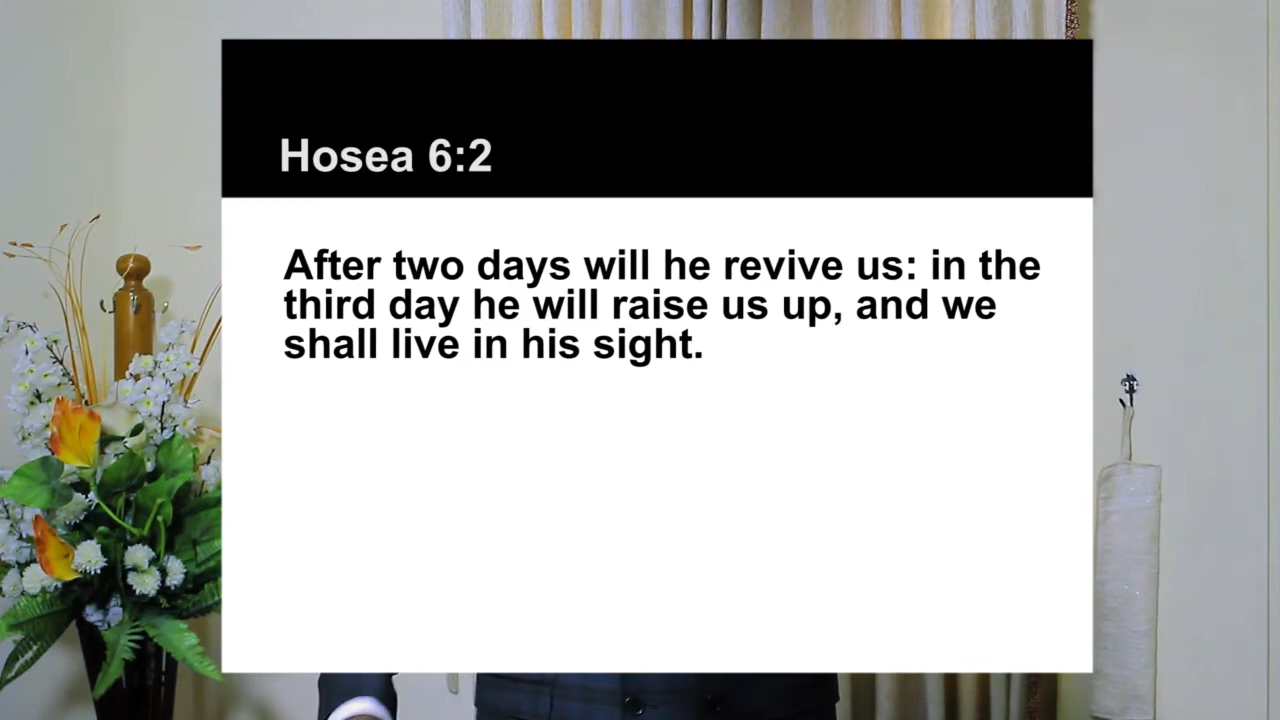 Hosea 6:2
After two days will he revive us: in the
third day he will raise us up, and we
shall live in his sight.